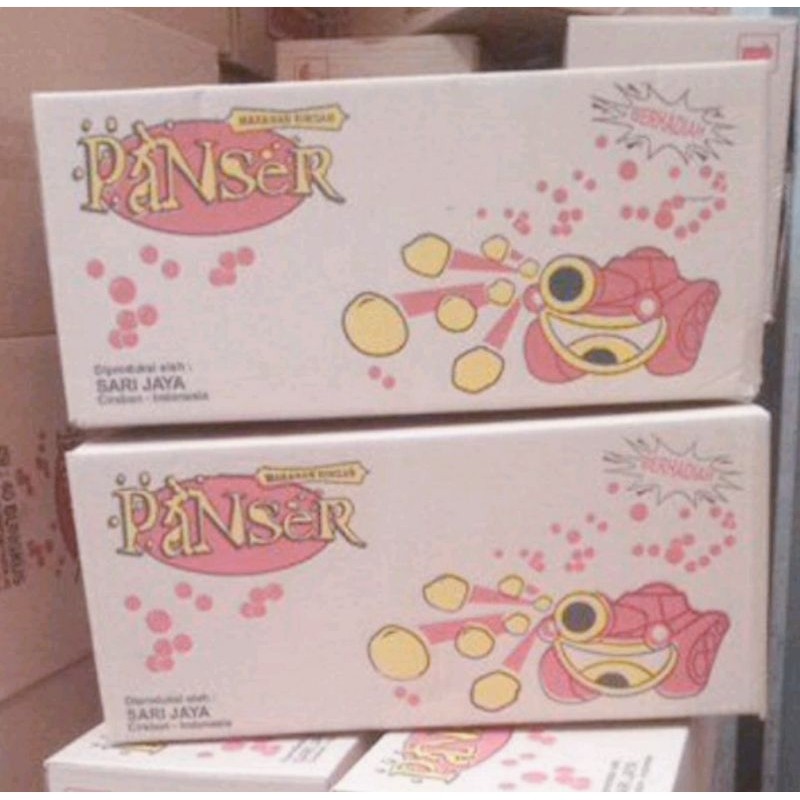 MAKANAN RINGAN
PANSER
BERHADIAH
Diproduksi oleh :
SARI JAYA
Cirebon - Indonesia
MAKANAN RINGAN
PANSER
BERHADIAH
Diproduksi oleh :
SARI JAYA
Cirebon - Indonesia